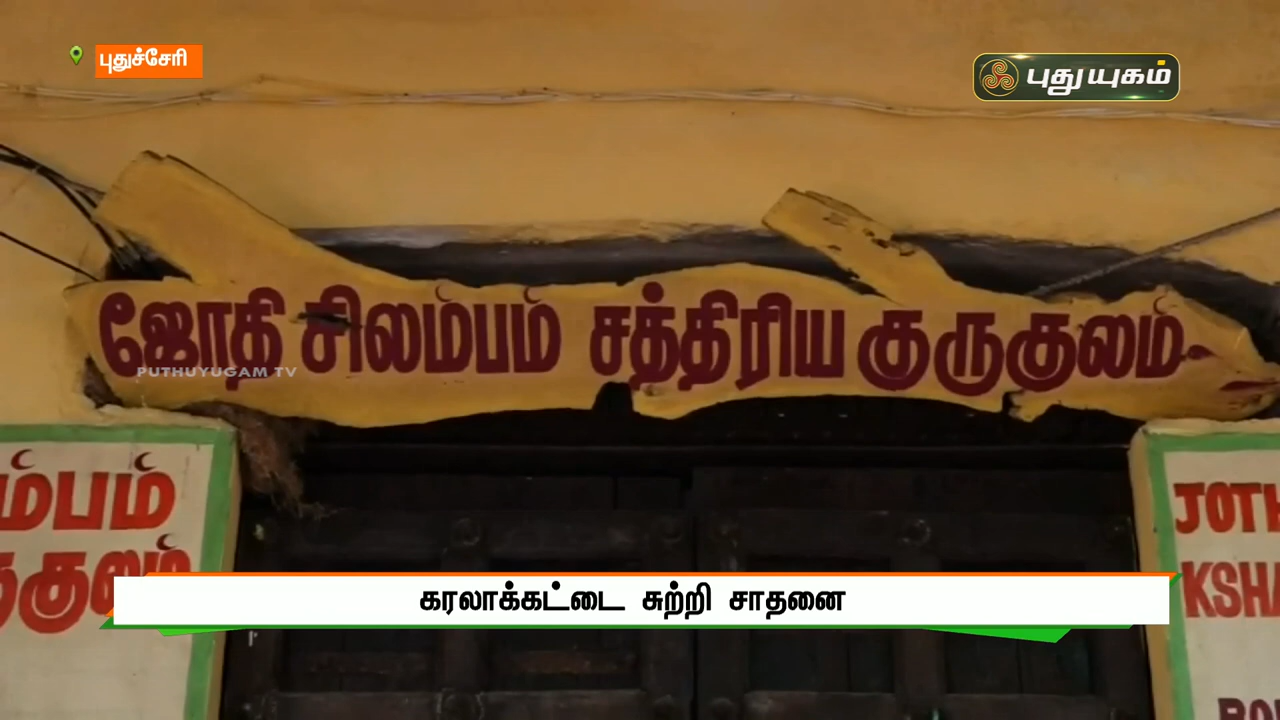 புதுச்சேரி
புதுயுகம்
ஜோதி சிலம்பம் சத்திரிய குருகுலம்
PUTHUYUGAM TV
ம்பம்
குலம்
JOTH
KSHA
கரலாக்கட்டை சுற்றி சாதனை